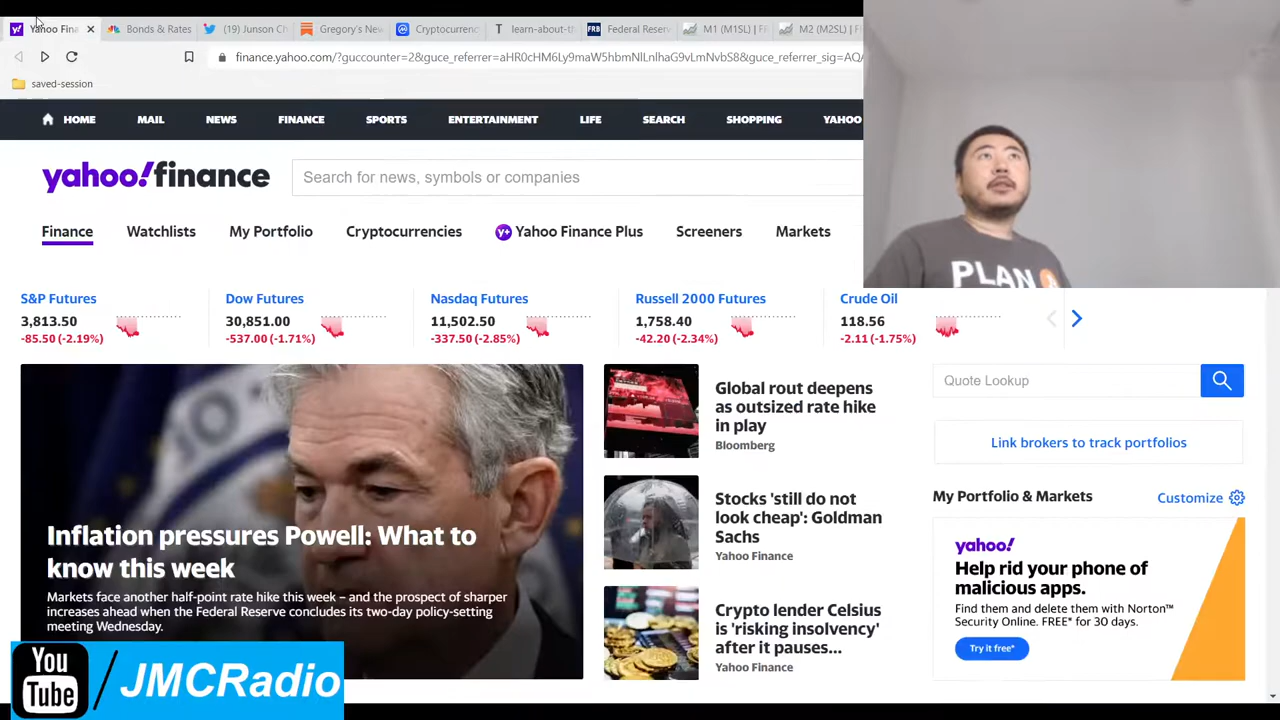 Yahoo Fina
Bonds & Rates
(19) Junson Ch
Gregory's New
Cryptocurrenc
learn-about-t
FRB
Federal Reserv
M1 (M1SL) | F
M2 (M2SL) | F
finance.yahoo.com/?guccounter=2&guce_referrer=aHR0cHM6Ly9maW5hbmNlLnlhaG9vLmNvbS8&guce_referrer_sig=AQA
saved-session
HOME
MAIL
NEWS
FINANCE
SPORTS
ENTERTAINMENT
LIFE
SEARCH
SHOPPING
YAHOO
yahoo!finance
Search for news, symbols or companies
Finance
Watchlists
My Portfolio
Cryptocurrencies
y+ Yahoo Finance Plus
Screeners
Markets
PLAN
S&P Futures
3,813.50
-85.50 (-2.19%)
Dow Futures
30,851.00
-537.00 (-1.71%)
Nasdaq Futures
11,502.50
-337.50 (-2.85%)
Russell 2000 Futures
1,758.40
-42.20 (-2.34%)
Crude Oil
118.56
-2.11 (-1.75%)
Inflation pressures Powell: What to
know this week
Markets face another half-point rate hike this week – and the prospect of sharper
increases ahead when the Federal Reserve concludes its two-day policy-setting
meeting Wednesday.
Global rout deepens
as outsized rate hike
in play
Bloomberg
Stocks 'still do not
look cheap': Goldman
Sachs
Yahoo Finance
Crypto lender Celsius
is 'risking insolvency'
after it pauses...
Yahoo Finance
Quote Lookup
Link brokers to track portfolios
My Portfolio & Markets
Customize
yahoo!
Help rid your phone of
malicious apps.
Find them and delete them with Norton™
Security Online. FREE* for 30 days.
Try it free*
You
Tube
/JMCRadio